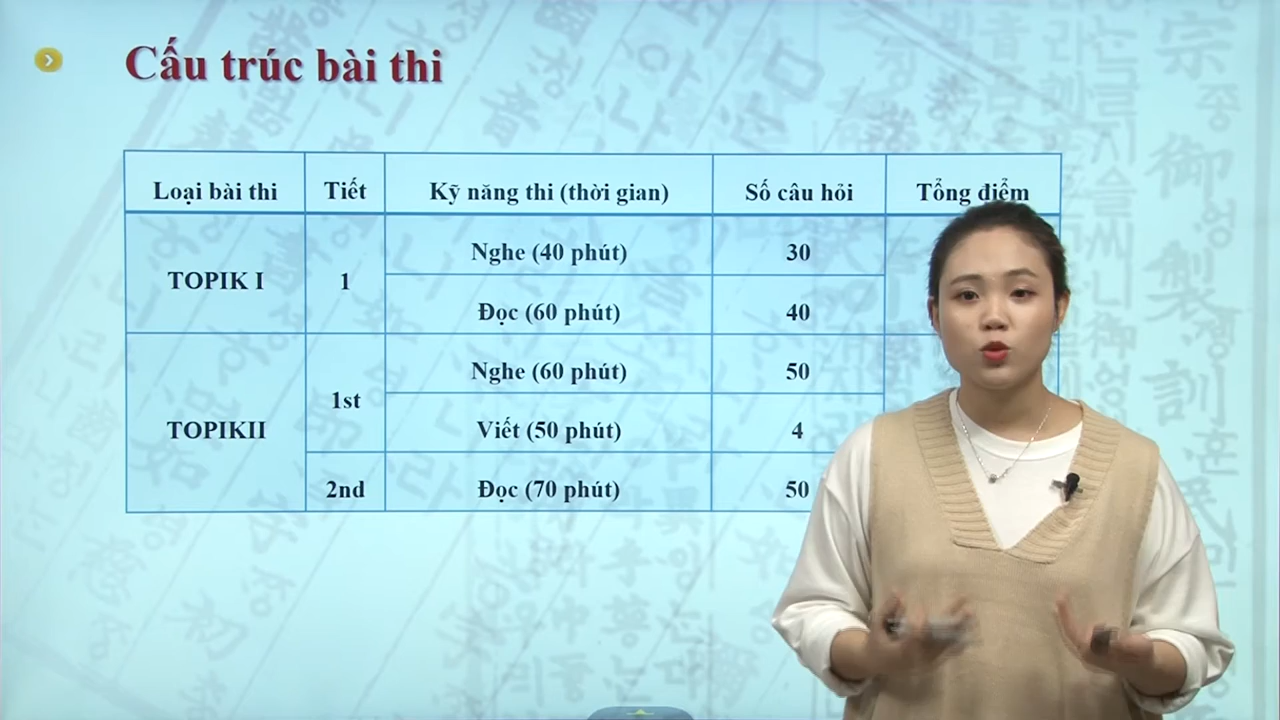 Cấu trúc bài thi
Loại bài thi Tiết Kỹ năng thi (thời gian) Số câu hỏi Tổng điểm
TOPIK I 1 Nghe (40 phút) 30
Đọc (60 phút) 40
TOPIKII 1st Nghe (60 phút) 50
Viết (50 phút) 4
2nd Đọc (70 phút) 50